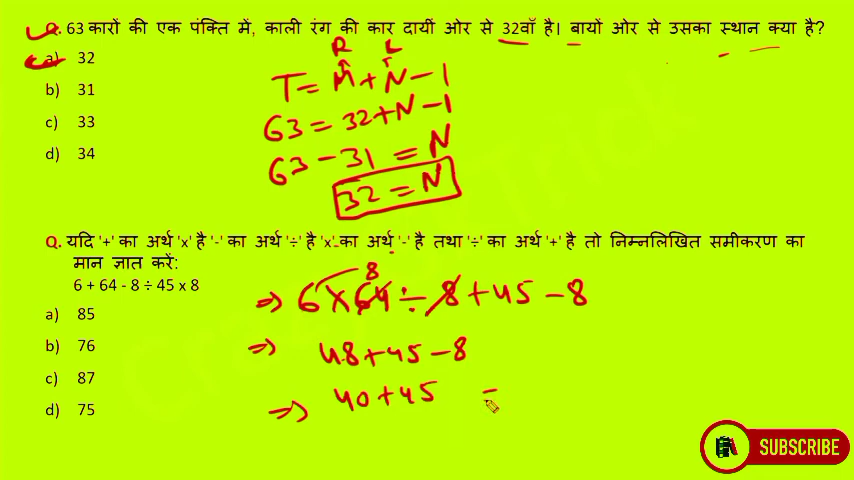 Q. 63 कारों की एक पंक्ति में, काली रंग की कार दायीं ओर से 32वाँ है। बायों ओर से उसका स्थान क्या है?
a) 32
b) 31
c) 33
d) 34
R L
T = M + N - 1
63 = 32 + N - 1
63 - 31 = N
32 = N
Q. यदि '+' का अर्थ 'x' है '-' का अर्थ '÷' है 'x' का अर्थ '-' है तथा '÷' का अर्थ '+' है तो निम्नलिखित समीकरण का
मान ज्ञात करें:
6 + 64 - 8 ÷ 45 x 8
a) 85
b) 76
c) 87
d) 75
8
⇒ 6 × 64 ÷ 8 + 45 - 8
⇒ 48 + 45 - 8
⇒ 40 + 45 =
SUBSCRIBE